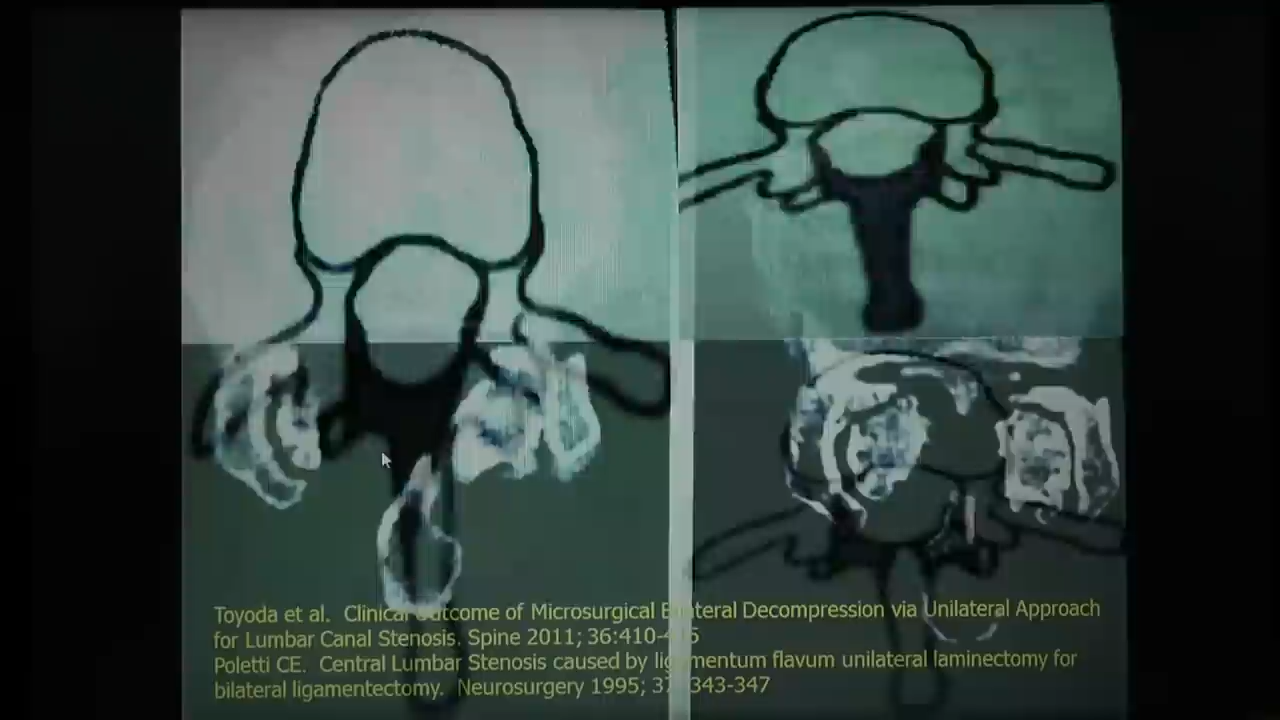 Toyoda et al. Clinical Outcome of Microsurgical Bilateral Decompression via Unilateral Approach
for Lumbar Canal Stenosis. Spine 2011; 36:410-415
Poletti CE. Central Lumbar Stenosis caused by ligamentum flavum unilateral laminectomy for
bilateral ligamentectomy. Neurosurgery 1995; 37:343-347